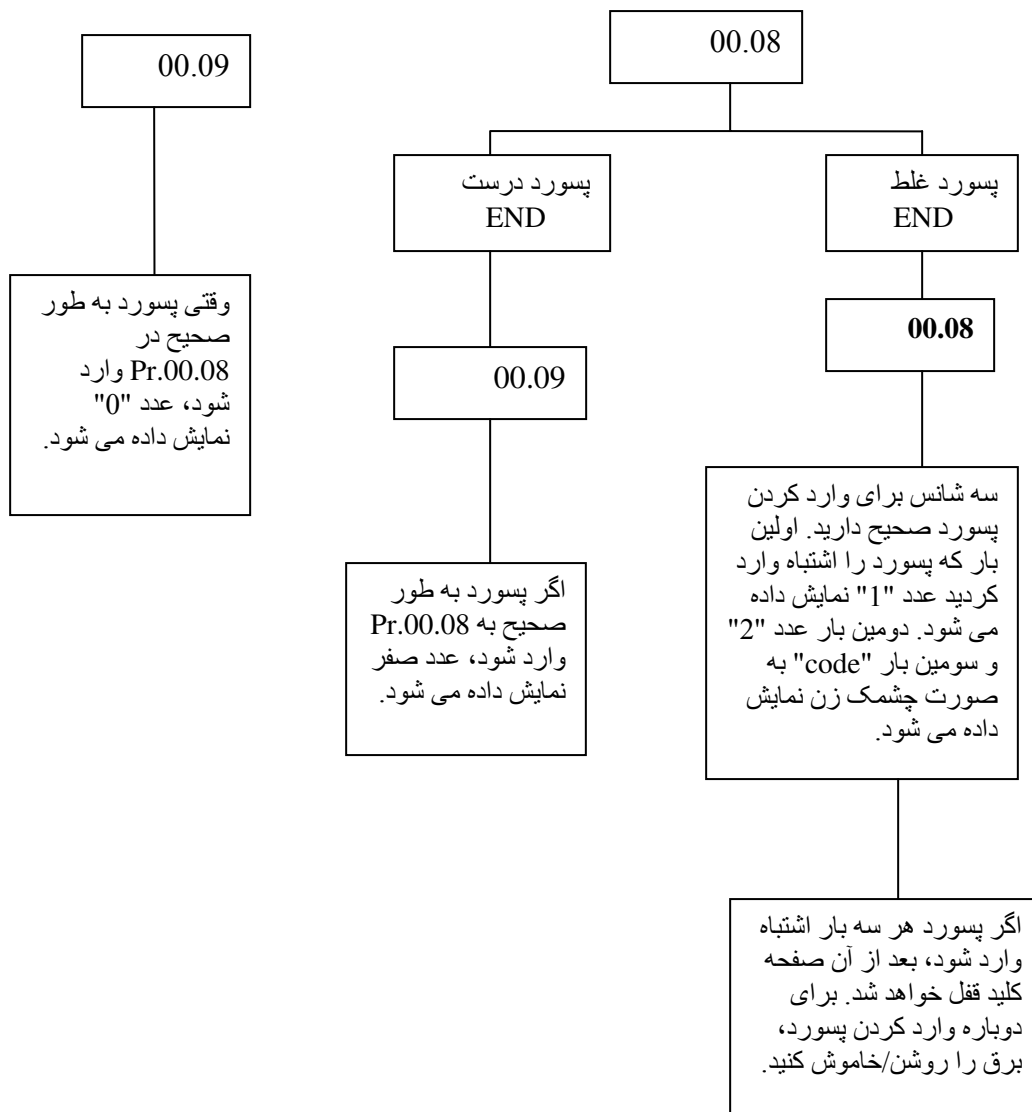 00.09
وقتی پسورد به طور
صحیح در
Pr.00.08 وارد
شود، عدد "0"
نمایش داده می شود.
00.08
پسورد درست
END
00.09
اگر پسورد به طور
صحیح به Pr.00.08
وارد شود، عدد صفر
نمایش داده می شود.
پسورد غلط
END
00.08
سه شانس برای وارد کردن
پسورد صحیح دارید. اولین
بار که پسورد را اشتباه وارد
کردید عدد "1" نمایش داده
می شود. دومین بار عدد "2"
و سومین بار "code" به
صورت چشمک زن نمایش
داده می شود.
اگر پسورد هر سه بار اشتباه
وارد شود، بعد از آن صفحه
کلید قفل خواهد شد. برای
دوباره وارد کردن پسورد،
برق را روشن/خاموش کنید.